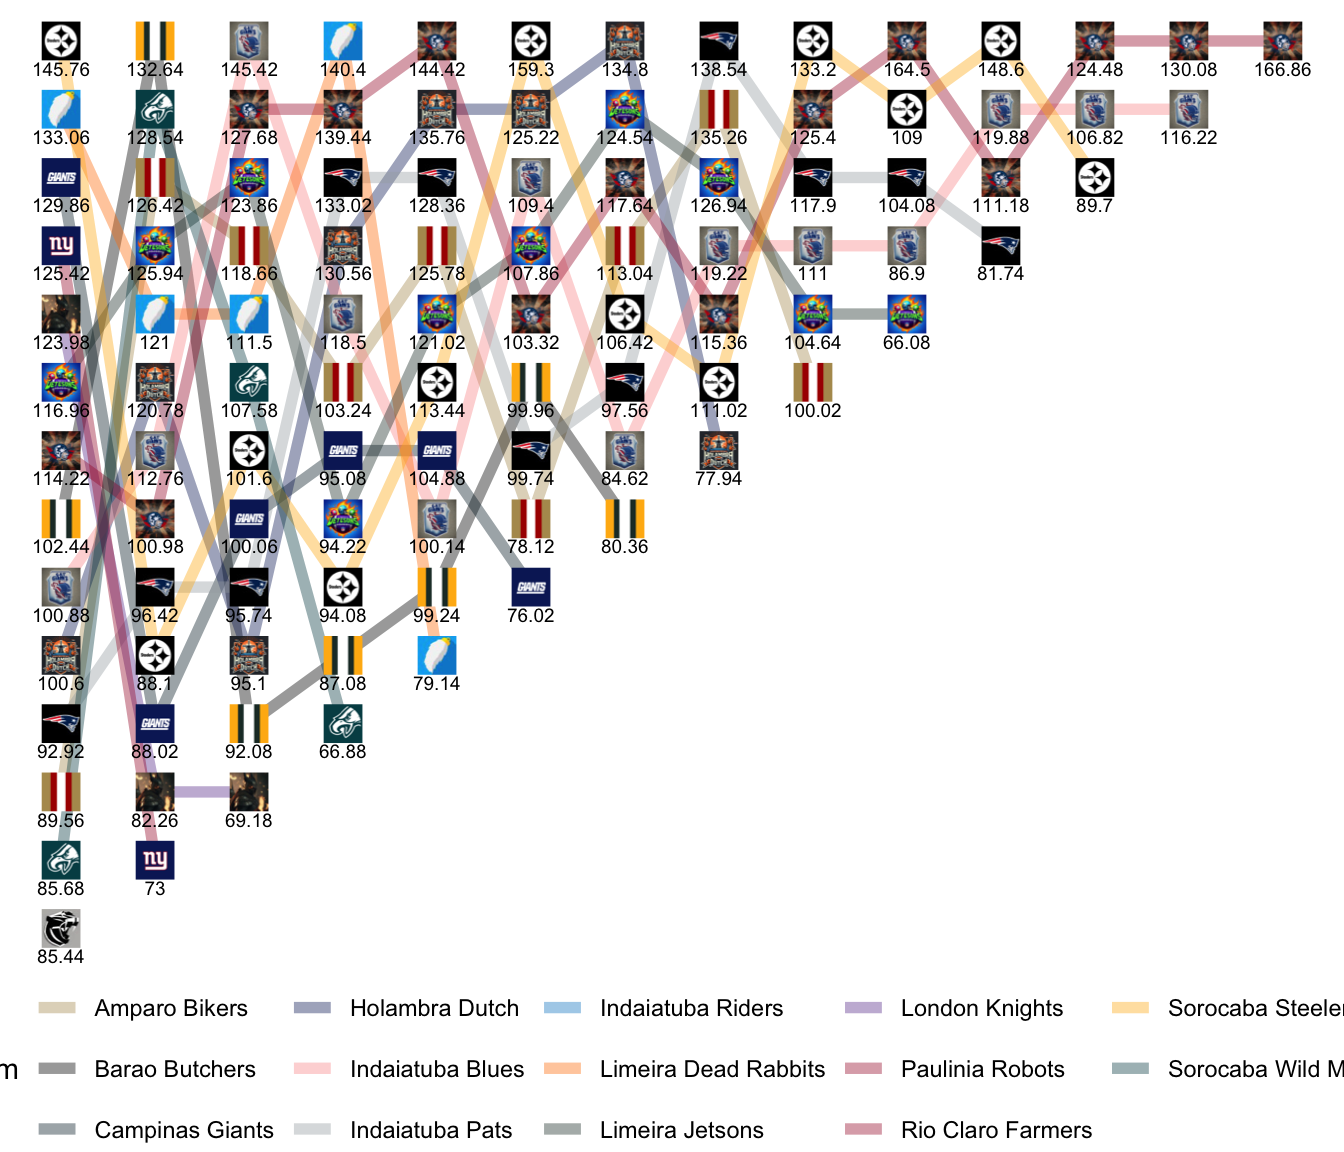 145.76 132.64 145.42 140.4 144.42 159.3 134.8 138.54 133.2 164.5 148.6 124.48 130.08 166.86
133.06 128.54 127.68 139.44 135.76 125.22 124.54 135.26 125.4 109 119.88 106.82 116.22
GIANTS
129.86 126.42 123.86 133.02 128.36 109.4 117.64 126.94 117.9 104.08 111.18 89.7
ny
125.42 125.94 118.66 130.56 125.78 107.86 113.04 119.22 111 86.9 81.74
123.98 121 111.5 118.5 121.02 103.32 106.42 115.36 104.64 66.08
116.96 120.78 107.58 103.24 113.44 99.96 97.56 111.02 100.02
GIANTS GIANTS
114.22 112.76 101.6 95.08 104.88 99.74 84.62 77.94
GIANTS
102.44 100.98 100.06 94.22 100.14 78.12 80.36
GIANTS
100.88 96.42 95.74 94.08 99.24 76.02
100.6 88.1 95.1 87.08 79.14
GIANTS
92.92 88.02 92.08 66.88
89.56 82.26 69.18
ny
85.68 73
85.44
Amparo Bikers Holambra Dutch Indaiatuba Riders London Knights Sorocaba Steeler
m Barao Butchers Indaiatuba Blues Limeira Dead Rabbits Paulinia Robots Sorocaba Wild M
Campinas Giants Indaiatuba Pats Limeira Jetsons Rio Claro Farmers